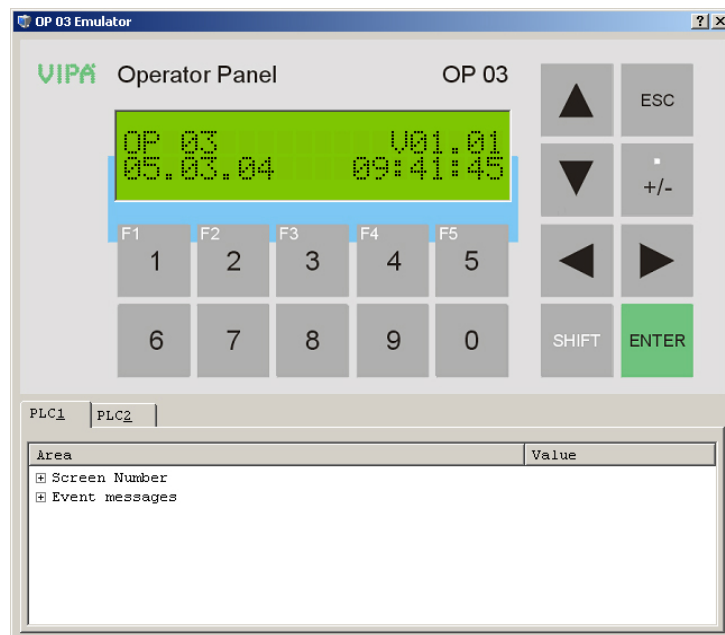 OP 03 Emulator
VIPA Operator Panel OP 03
OP 03 V01.01
05.03.04 09:41:45
ESC
+/-
F1 F2 F3 F4 F5
1 2 3 4 5
6 7 8 9 0 SHIFT ENTER
PLC1 PLC2
Area Value
Screen Number
Event messages